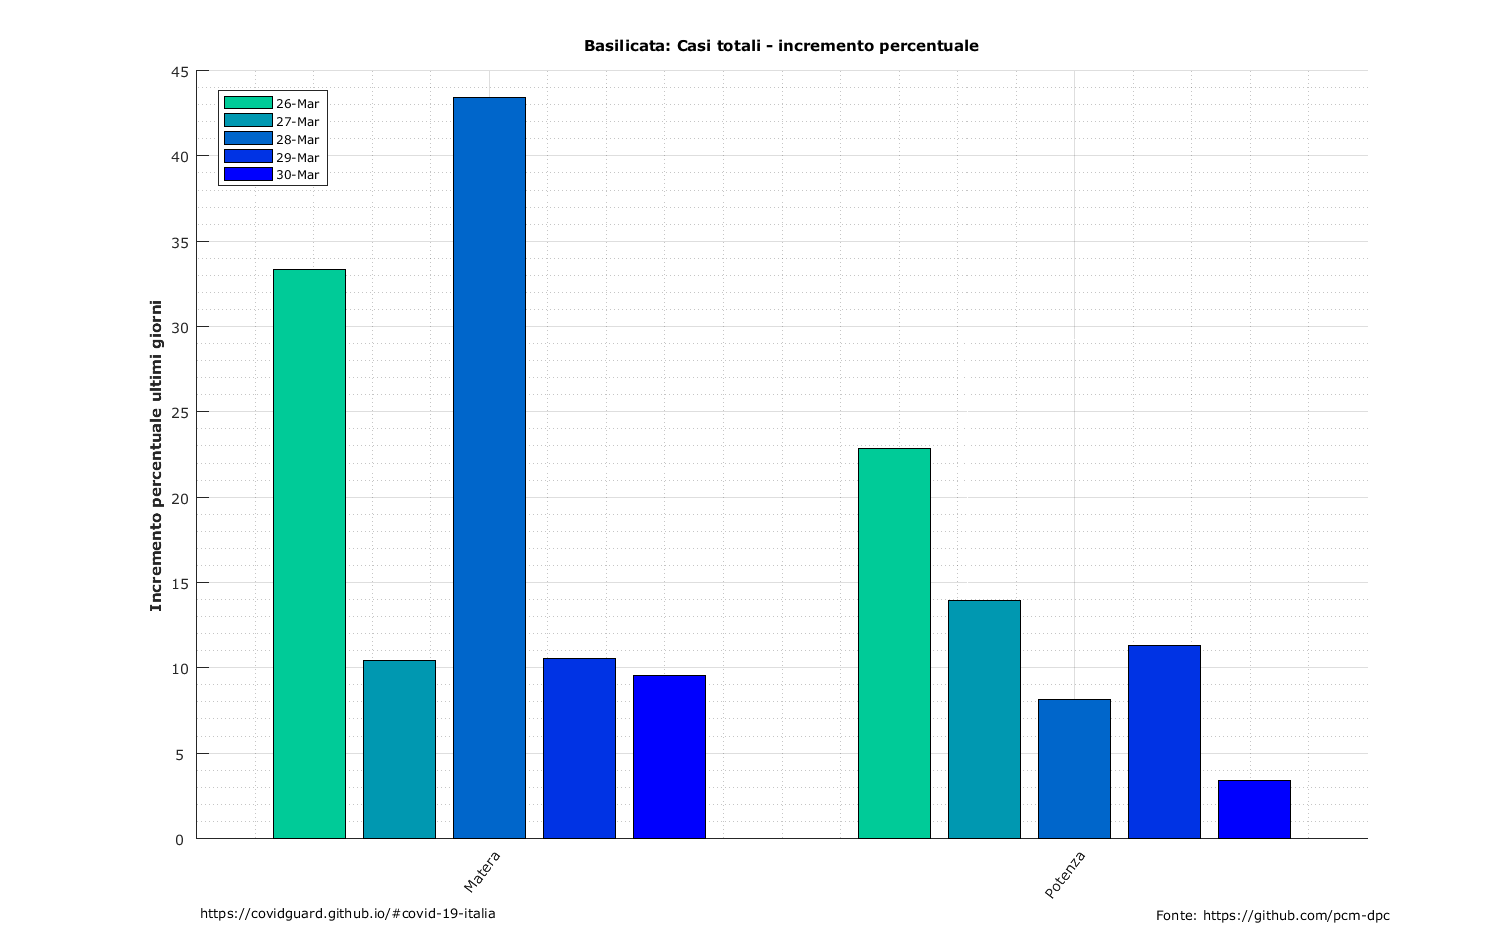 Basilicata: Casi totali - incremento percentuale
45
40
35
30
25
20
15
10
5
0
Incremento percentuale ultimi giorni
26-Mar
27-Mar
28-Mar
29-Mar
30-Mar
Matera
Potenza
https://covidguard.github.io/#covid-19-italia
Fonte: https://github.com/pcm-dpc